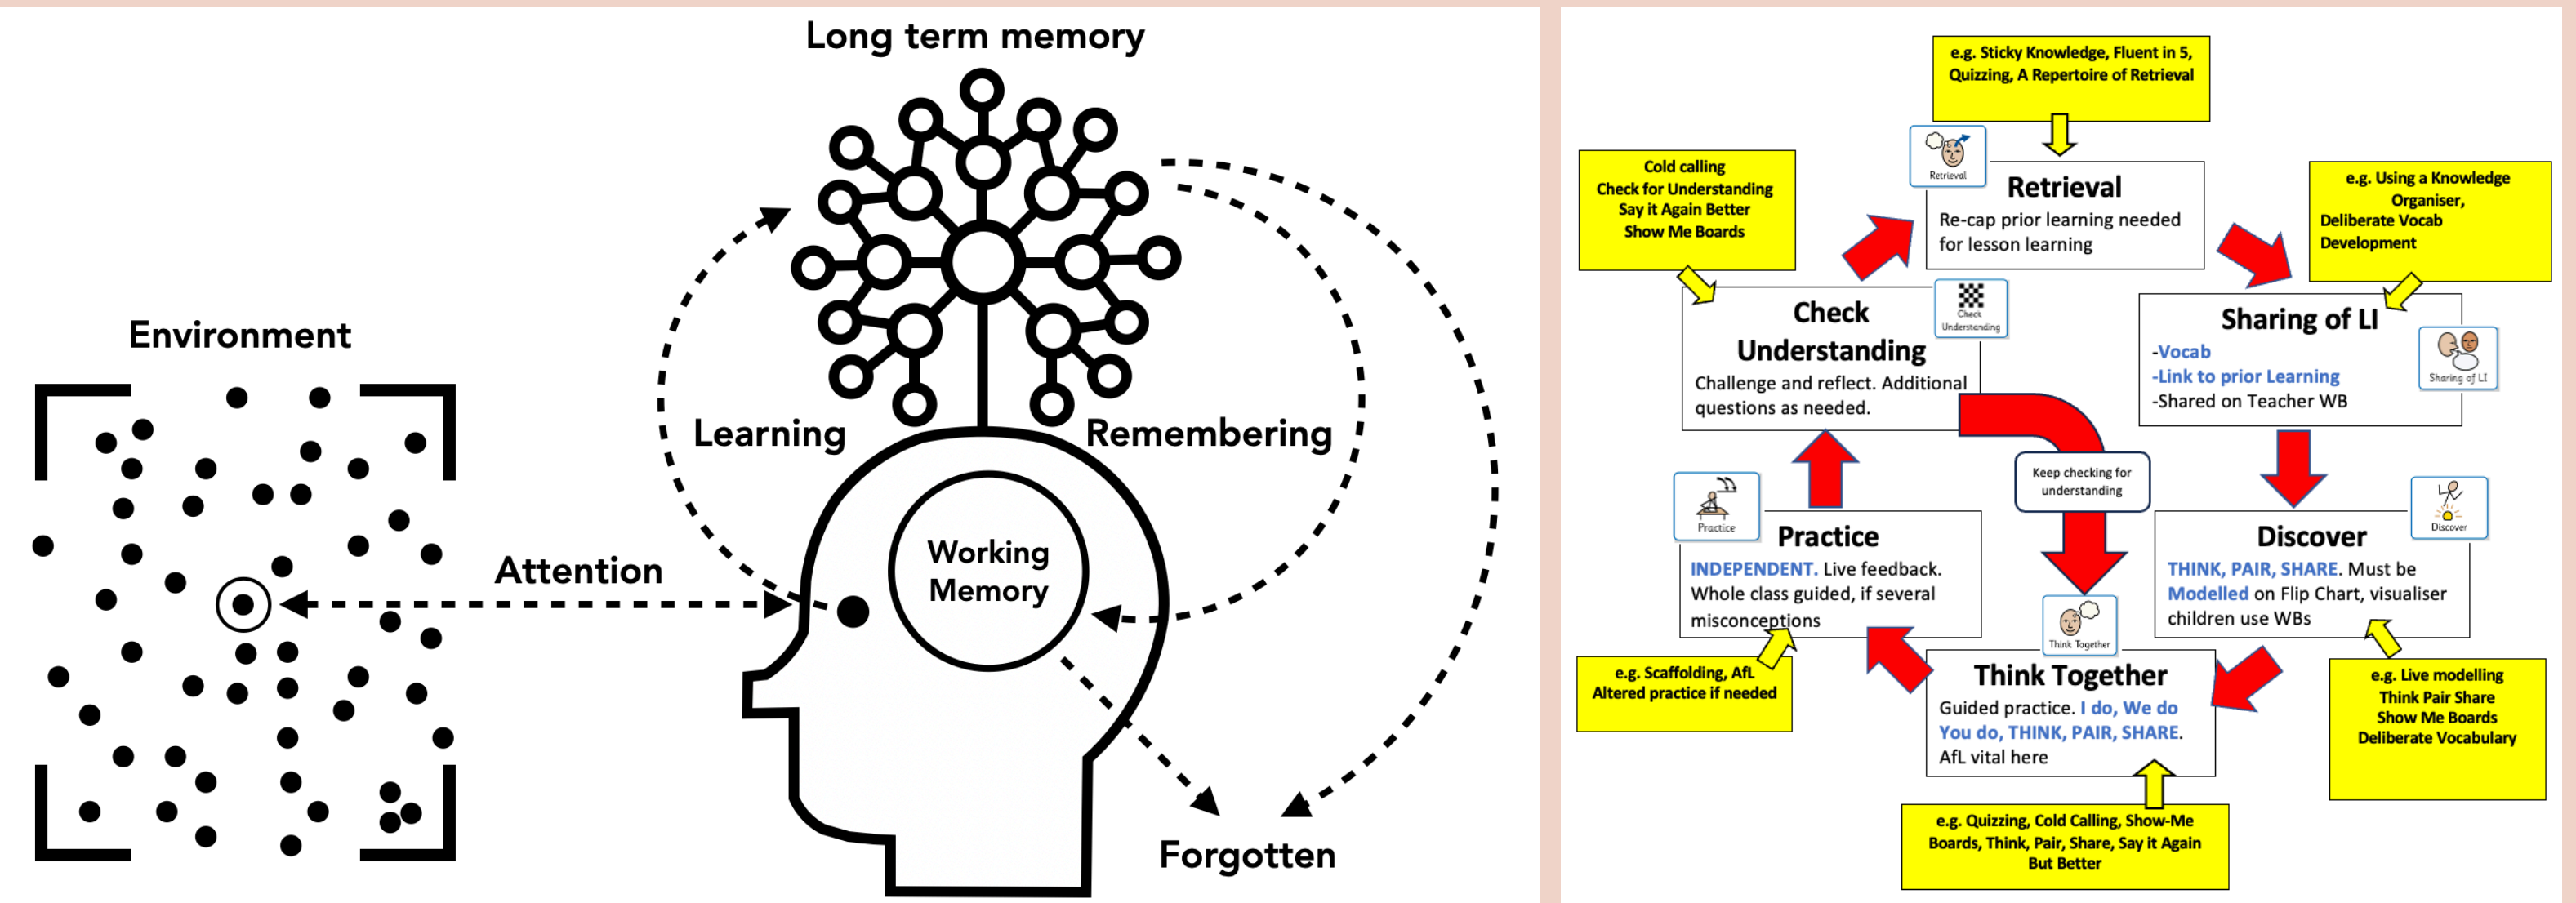 Long term memory
Environment
Learning
Remembering
Attention
Working
Memory
Forgotten
e.g. Sticky Knowledge, Fluent in 5,
Quizzing, A Repertoire of Retrieval
Retrieval
Retrieval
Re-cap prior learning needed
for lesson learning
Cold calling
Check for Understanding
Say it Again Better
Show Me Boards
e.g. Using a Knowledge
Organiser,
Deliberate Vocab
Development
Check
Understanding
Check
Understanding
Challenge and reflect. Additional
questions as needed.
Sharing of LI
-Vocab
-Link to prior Learning
-Shared on Teacher WB
Sharing of LI
Keep checking for
understanding
Practice
Practice
INDEPENDENT. Live feedback.
Whole class guided, if several
misconceptions
Discover
Discover
THINK, PAIR, SHARE. Must be
Modelled on Flip Chart, visualiser
children use WBs
Think Together
Think Together
Guided practice. I do, We do
You do, THINK, PAIR, SHARE.
AfL vital here
e.g. Scaffolding, AfL
Altered practice if needed
e.g. Live modelling
Think Pair Share
Show Me Boards
Deliberate Vocabulary
e.g. Quizzing, Cold Calling, Show-Me
Boards, Think, Pair, Share, Say it Again
But Better